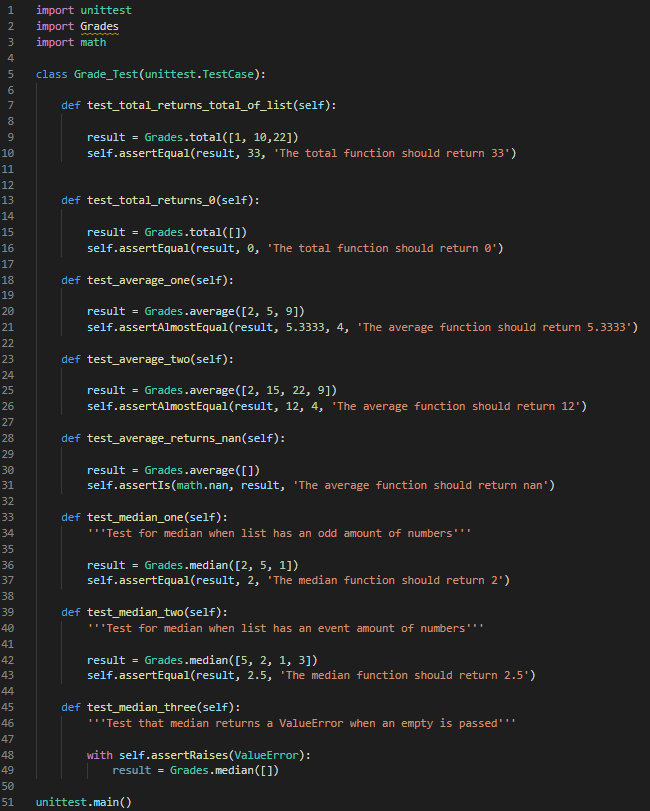 1 import unittest
2 import Grades
3 import math
4
5 class Grade_Test(unittest.TestCase):
6
7     def test_total_returns_total_of_list(self):
8
9         result = Grades.total([1, 10,22])
10         self.assertEqual(result, 33, 'The total function should return 33')
11
12
13     def test_total_returns_0(self):
14
15         result = Grades.total([])
16         self.assertEqual(result, 0, 'The total function should return 0')
17
18     def test_average_one(self):
19
20         result = Grades.average([2, 5, 9])
21         self.assertAlmostEqual(result, 5.3333, 4, 'The average function should return 5.3333')
22
23     def test_average_two(self):
24
25         result = Grades.average([2, 15, 22, 9])
26         self.assertAlmostEqual(result, 12, 4, 'The average function should return 12')
27
28     def test_average_returns_nan(self):
29
30         result = Grades.average([])
31         self.assertIs(math.nan, result, 'The average function should return nan')
32
33     def test_median_one(self):
34         '''Test for median when list has an odd amount of numbers'''
35
36         result = Grades.median([2, 5, 1])
37         self.assertEqual(result, 2, 'The median function should return 2')
38
39     def test_median_two(self):
40         '''Test for median when list has an event amount of numbers'''
41
42         result = Grades.median([5, 2, 1, 3])
43         self.assertEqual(result, 2.5, 'The median function should return 2.5')
44
45     def test_median_three(self):
46         '''Test that median returns a ValueError when an empty is passed'''
47
48         with self.assertRaises(ValueError):
49             result = Grades.median([])
50
51 unittest.main()